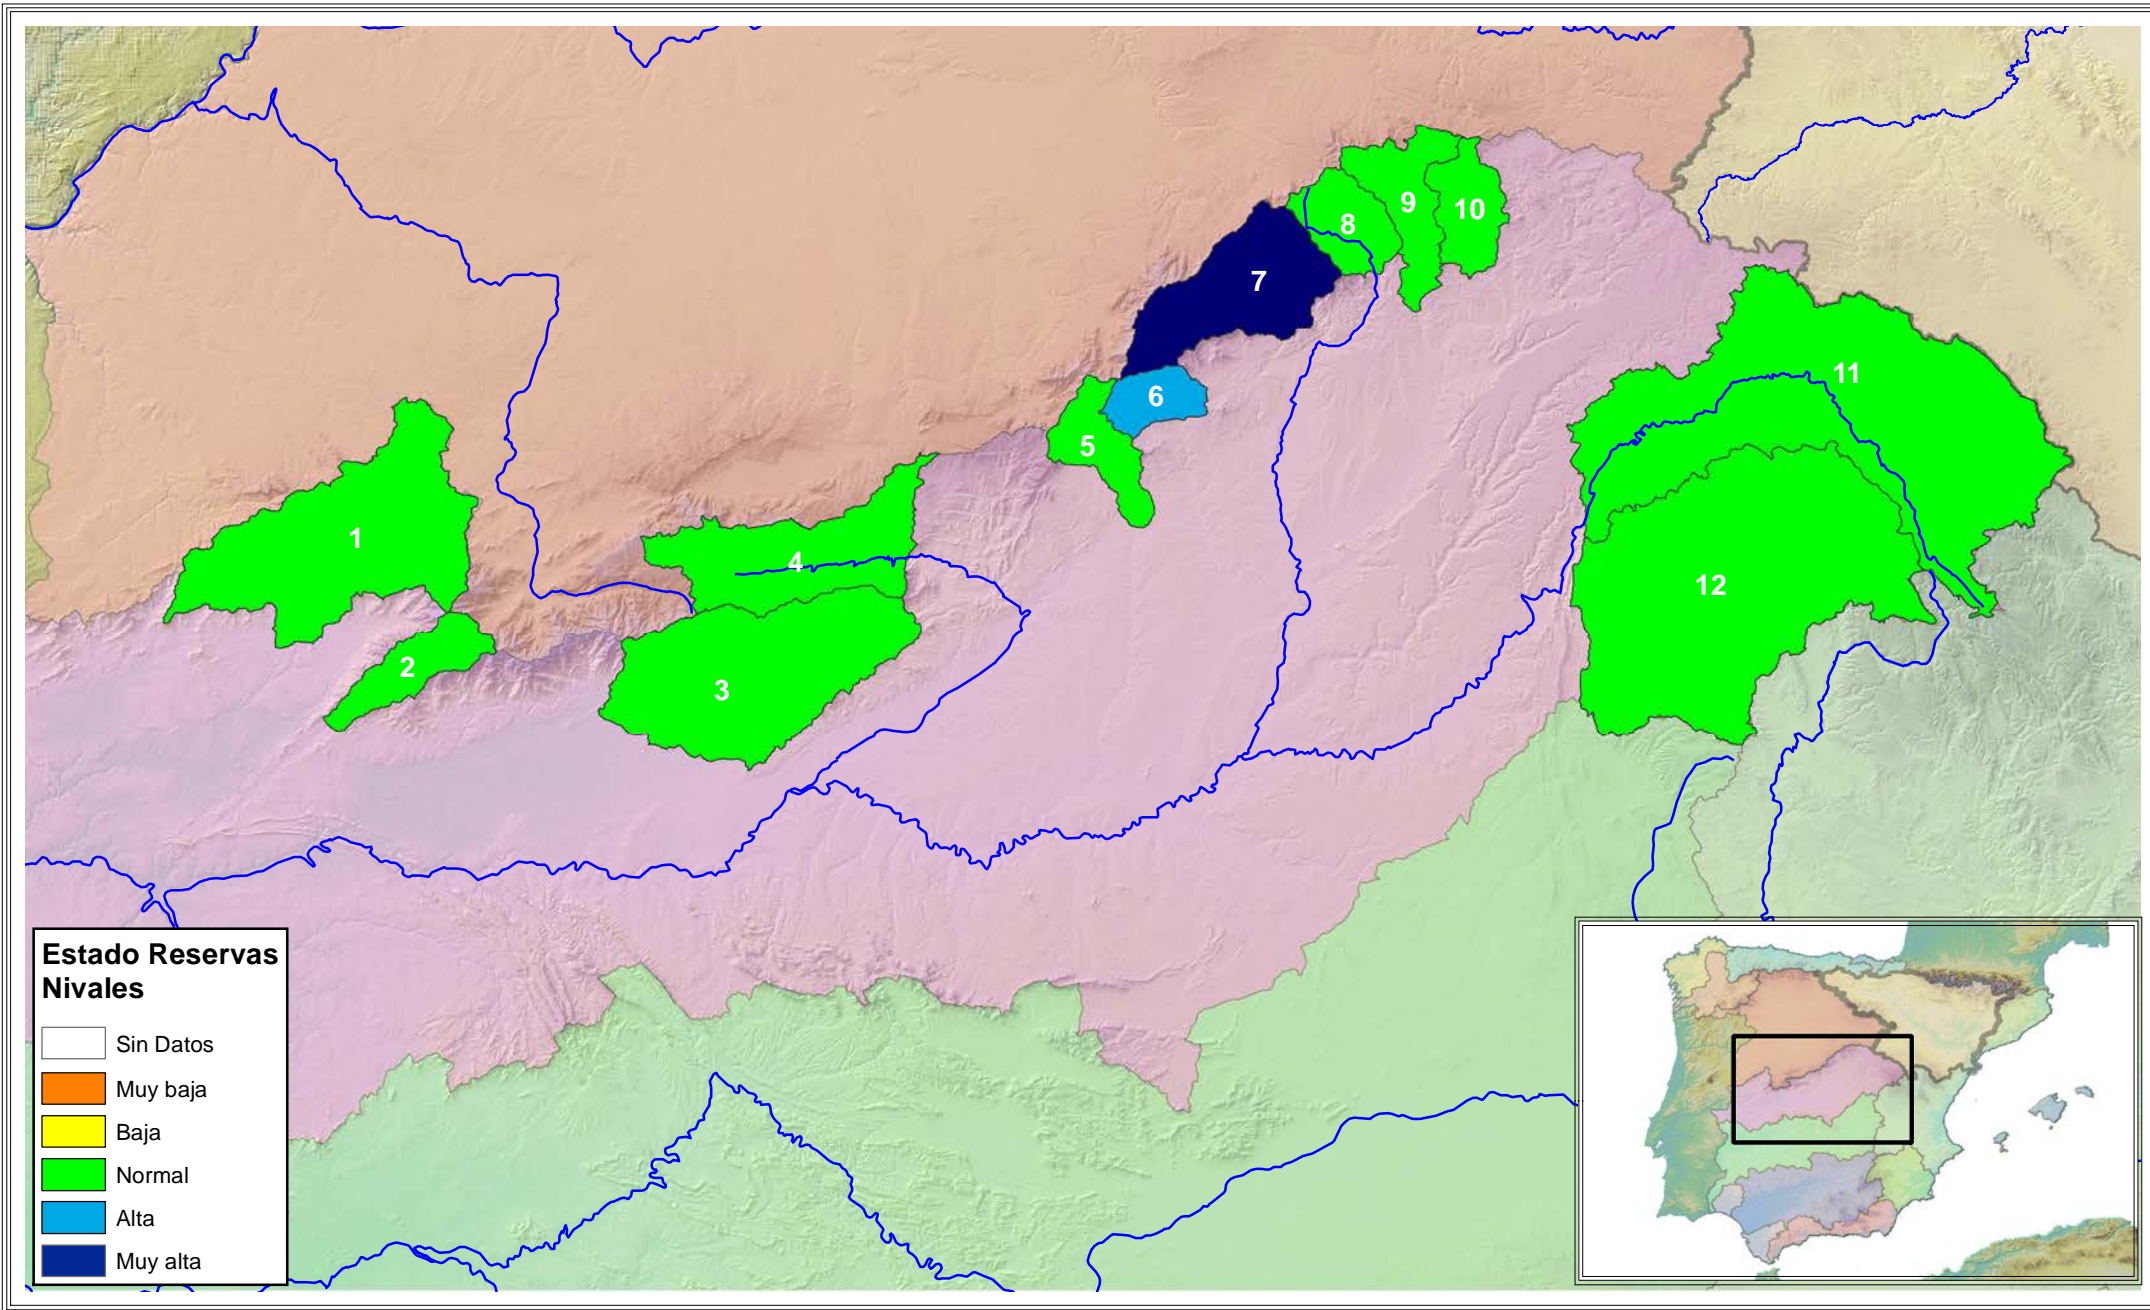 8
9
10
7
11
6
5
1
4
12
2
3
Estado Reservas
Nivales
Sin Datos
Muy baja
Baja
Normal
Alta
Muy alta